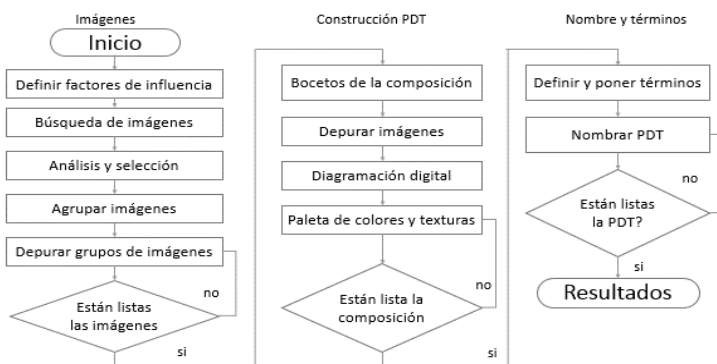 Imágenes
Inicio
Definir factores de influencia
Búsqueda de imágenes
Análisis y selección
Agrupar imágenes
Depurar grupos de imágenes
Están listas
las imágenes
no
si
Construcción PDT
Bocetos de la composición
Depurar imágenes
Diagramación digital
Paleta de colores y texturas
Están lista la
composición
no
si
Nombre y términos
Definir y poner términos
Nombrar PDT
Están listas
la PDT?
no
si
Resultados